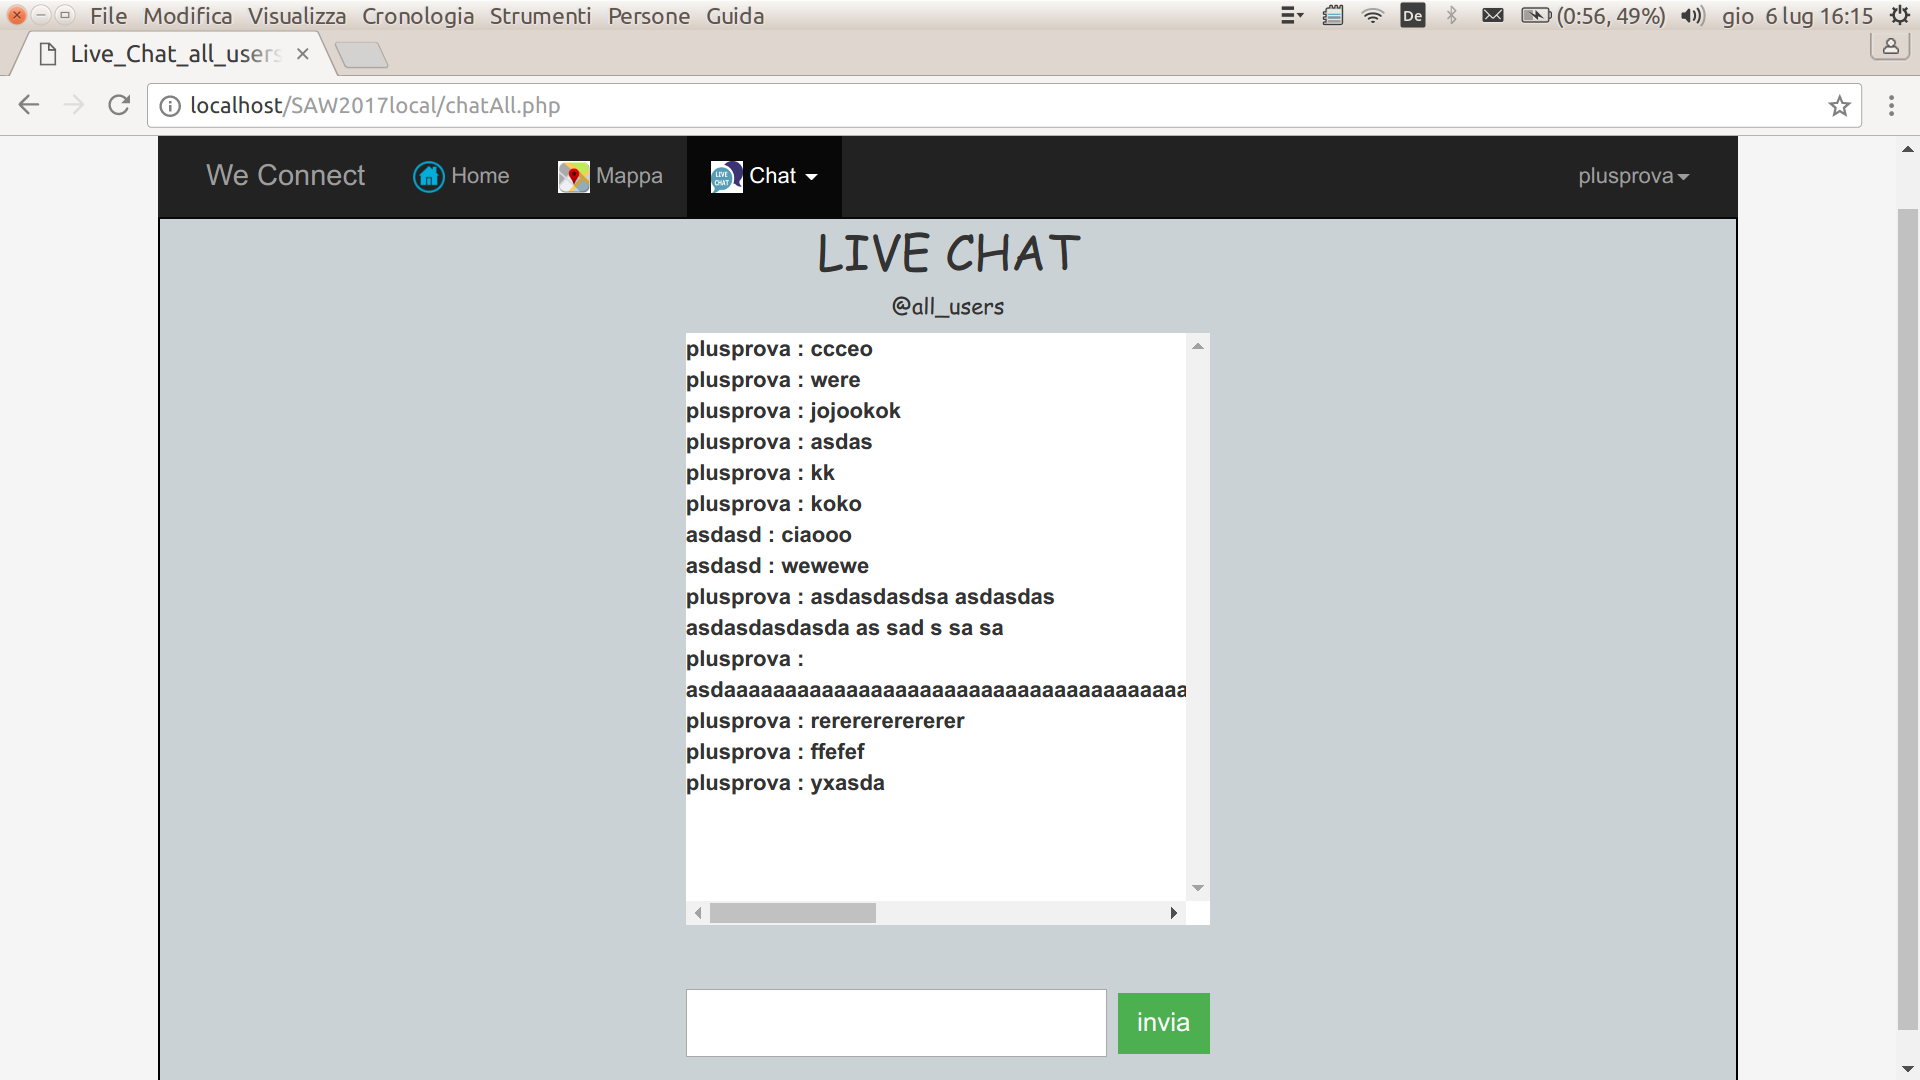 File Modifica Visualizza Cronologia Strumenti Persone Guida De (0:56, 49%) gio 6 lug 16:15
Live_Chat_all_users
localhost/SAW2017local/chatAll.php
We Connect Home Mappa LIVE CHAT Chat plusprova
LIVE CHAT
@all_users
plusprova : ccceo
plusprova : were
plusprova : jojookok
plusprova : asdas
plusprova : kk
plusprova : koko
asdasd : ciaooo
asdasd : wewewe
plusprova : asdasdasdsa asdasdas
asdasdasdasda as sad s sa sa
plusprova :
asdaaaaaaaaaaaaaaaaaaaaaaaaaaaaaaaaaaaaaa
plusprova : rerererererer
plusprova : ffefef
plusprova : yxasda
invia